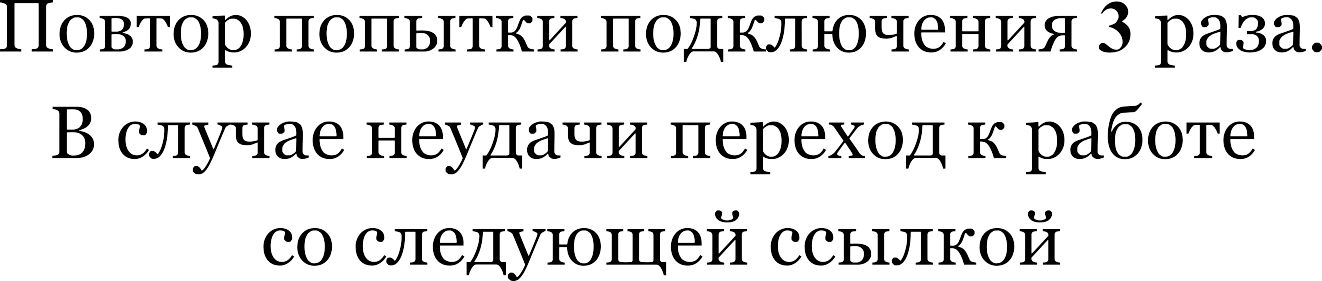 Повтор попытки подключения 3 раза.
В случае неудачи переход к работе
со следующей ссылкой